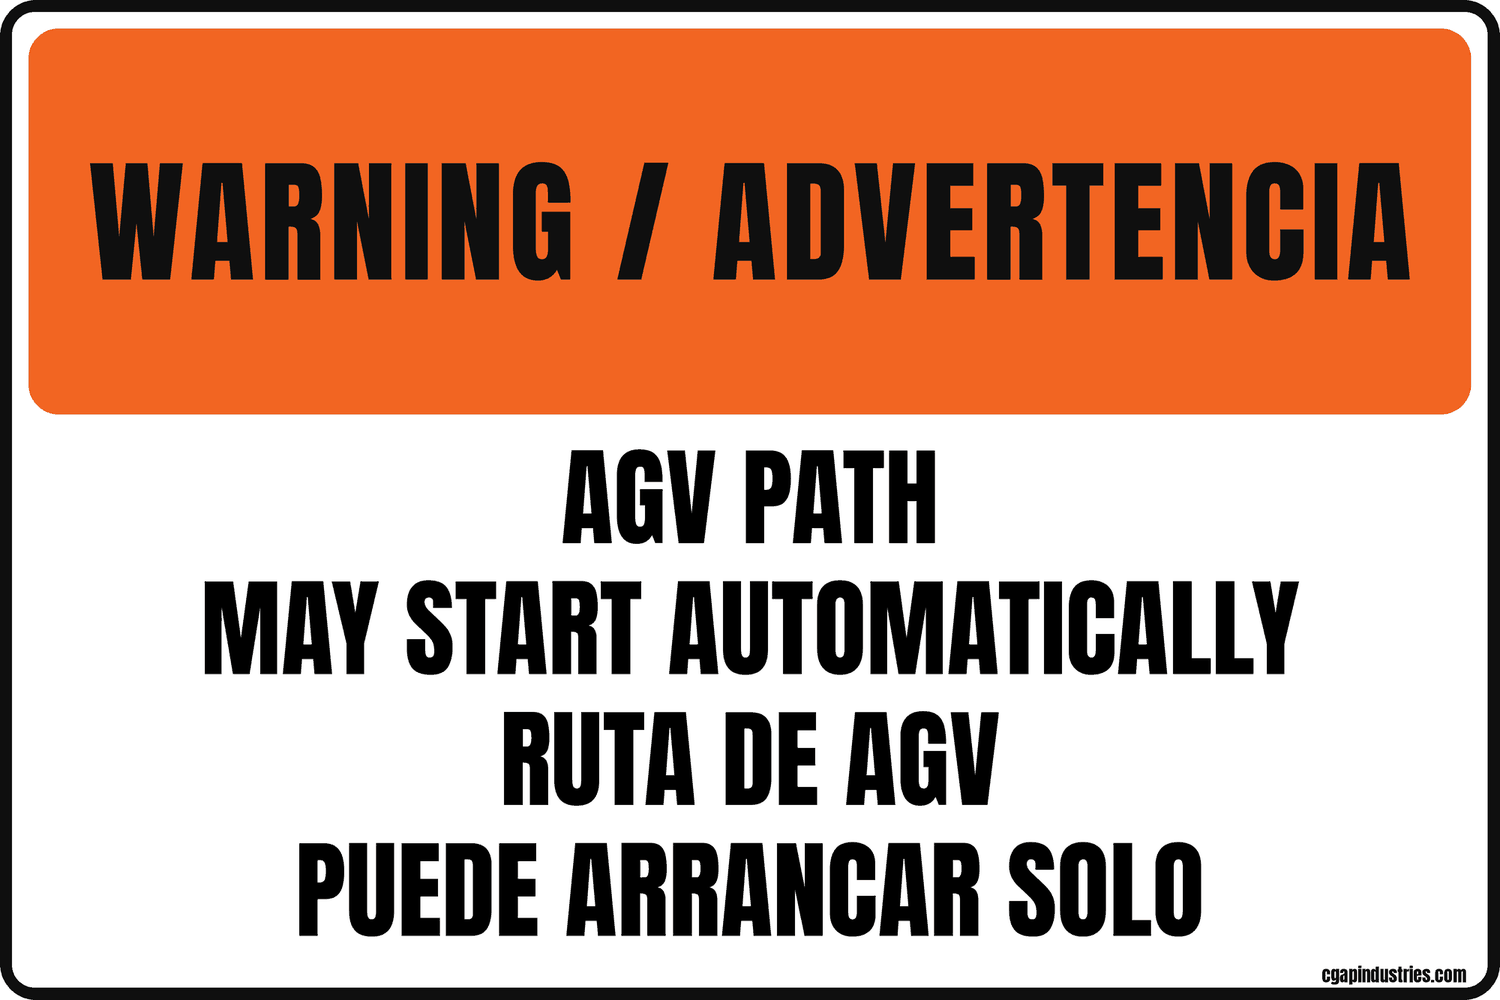 WARNING / ADVERTENCIA
AGV PATH
MAY START AUTOMATICALLY
RUTA DE AGV
PUEDE ARRANCAR SOLO
cgapindustries.com